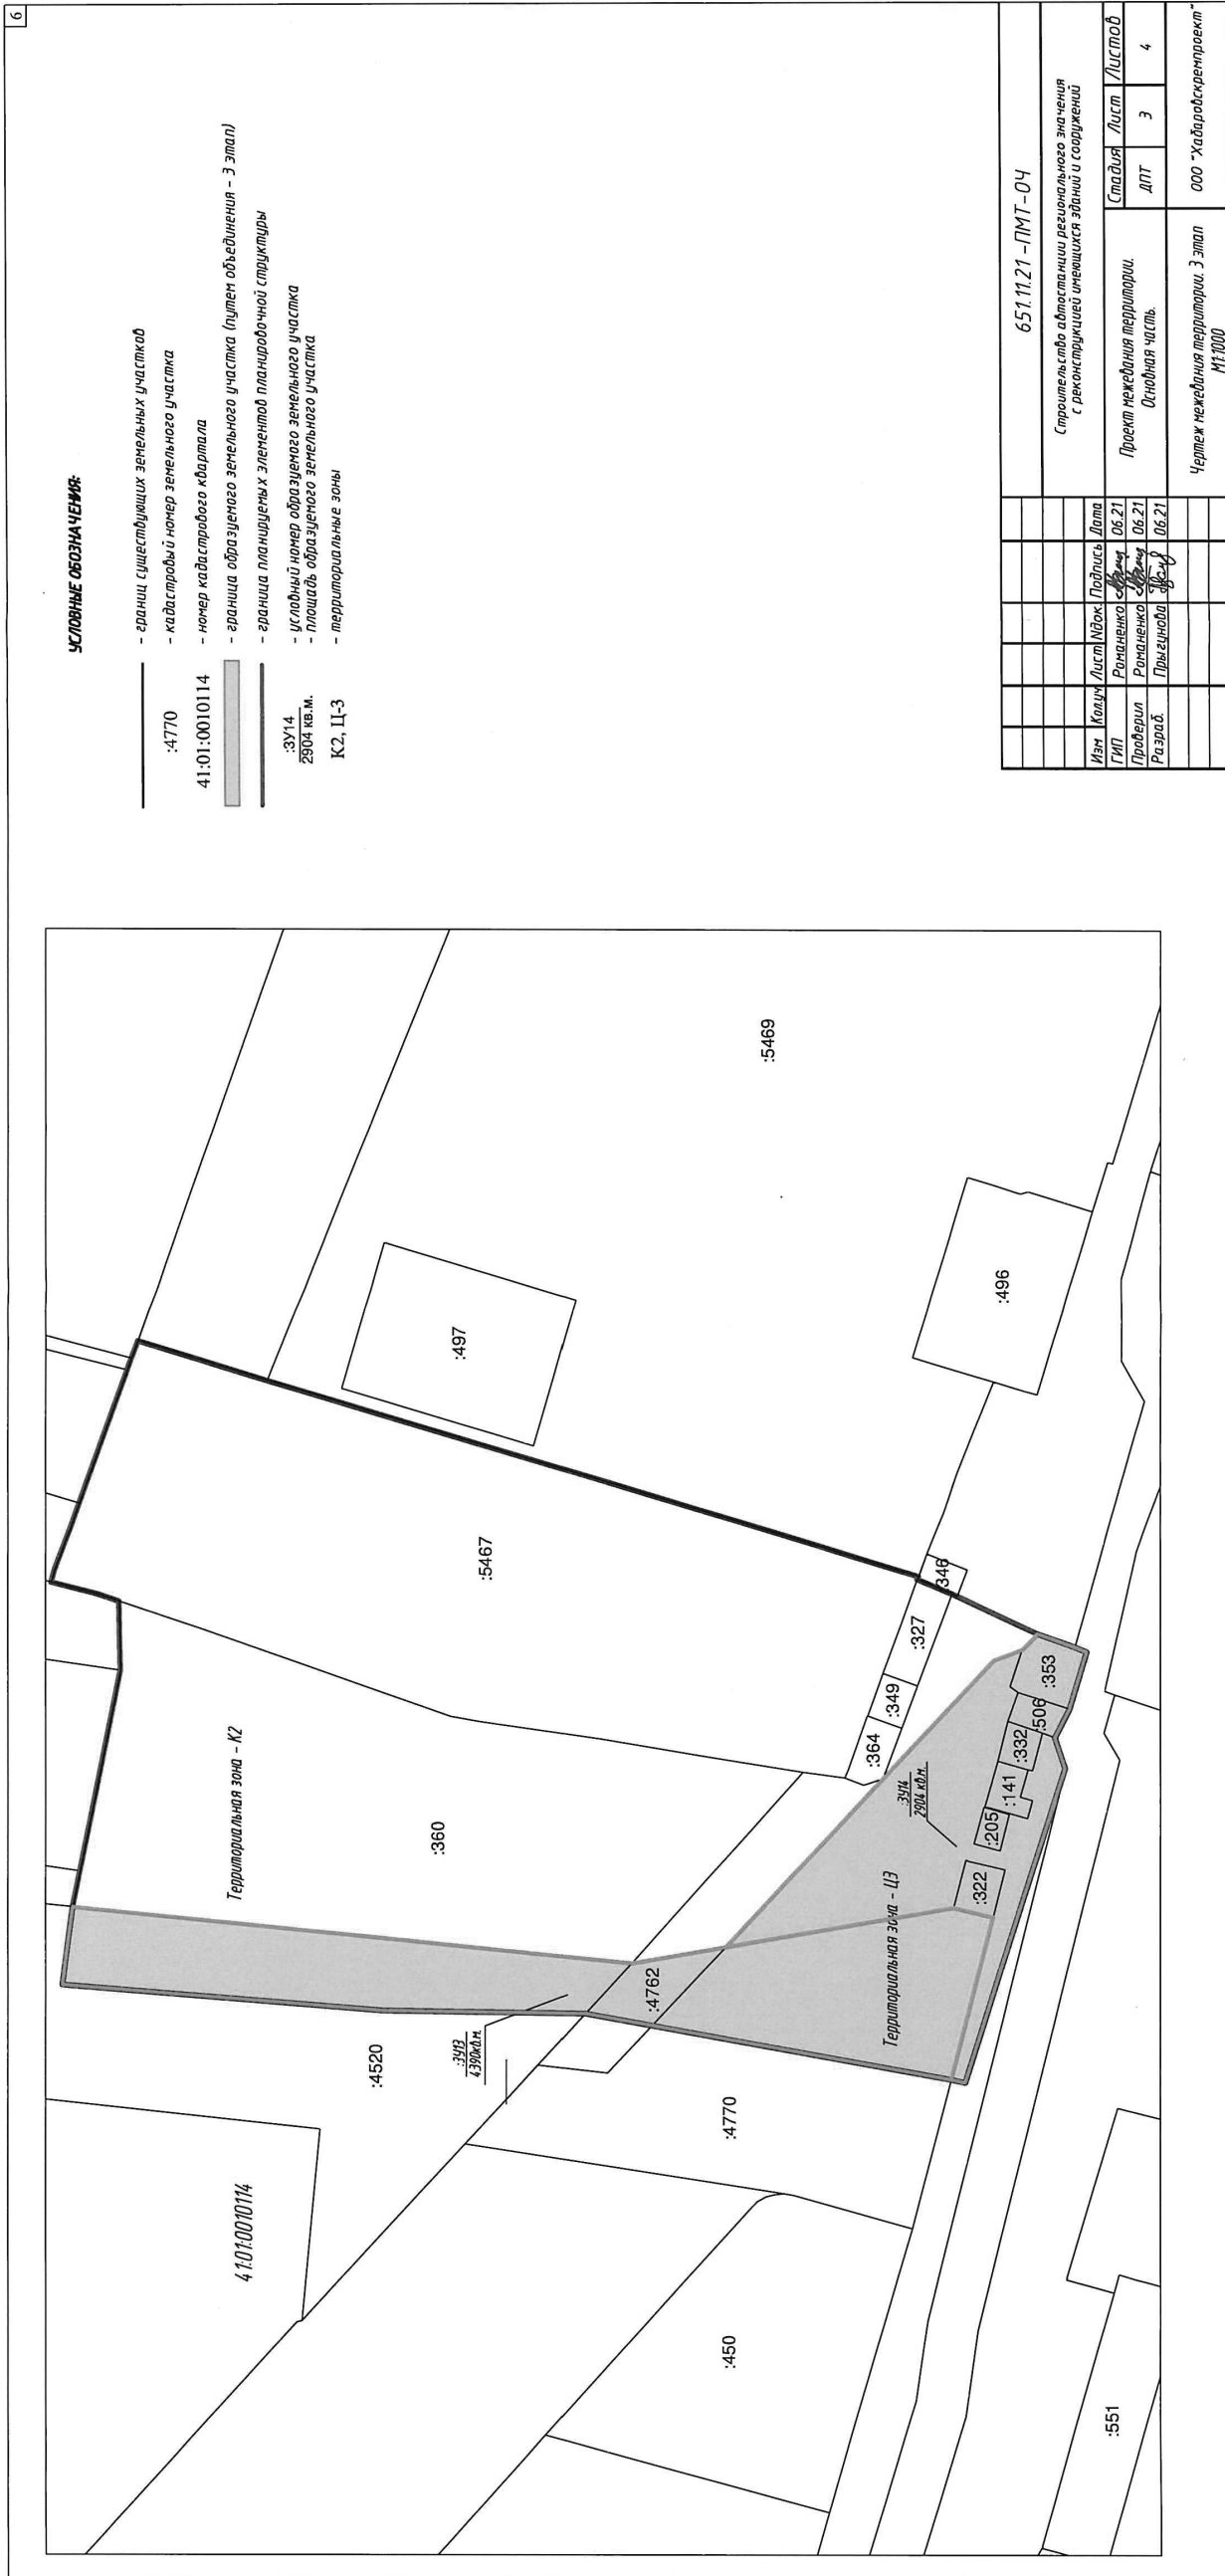 6
УСЛОВНЫЕ ОБОЗНАЧЕНИЯ:
- границ существующих земельных участков
:4770 - кадастровый номер земельного участка
41:01:0010114 - номер кадастрового квартала
- граница образуемого земельного участка (путем объединения - 3 этап)
- граница планируемых элементов планировочной структуры
:ЗУ14 - условный номер образуемого земельного участка
2904 кв.м. - площадь образуемого земельного участка
К2, Ц-3 - территориальные зоны
41:01:0010114
:4520
Территориальная зона - К2
:360
:5467
:497
:5469
:ЗУ13
4390кв.м.
:4762
:4770
:450
:551
Территориальная зона - Ц3
:ЗУ14
2904 кв.м.
:364
:349
:327
:346
:496
:322
:205
:141
:332
:506
:353
651.11.21 -ПМТ-ОЧ
Строительство автостанции регионального значения
с реконструкцией имеющихся зданий и сооружений
Изм Кол.уч Лист №док. Подпись Дата
ГИП Романенко 06.21
Проверил Романенко 06.21
Разраб. Прыгунова 06.21
Проект межевания территории.
Основная часть.
Стадия Лист Листов
ДПТ 3 4
Чертеж межевания территории. 3 этап
М1:1000
ООО "Хабаровскремпроект"